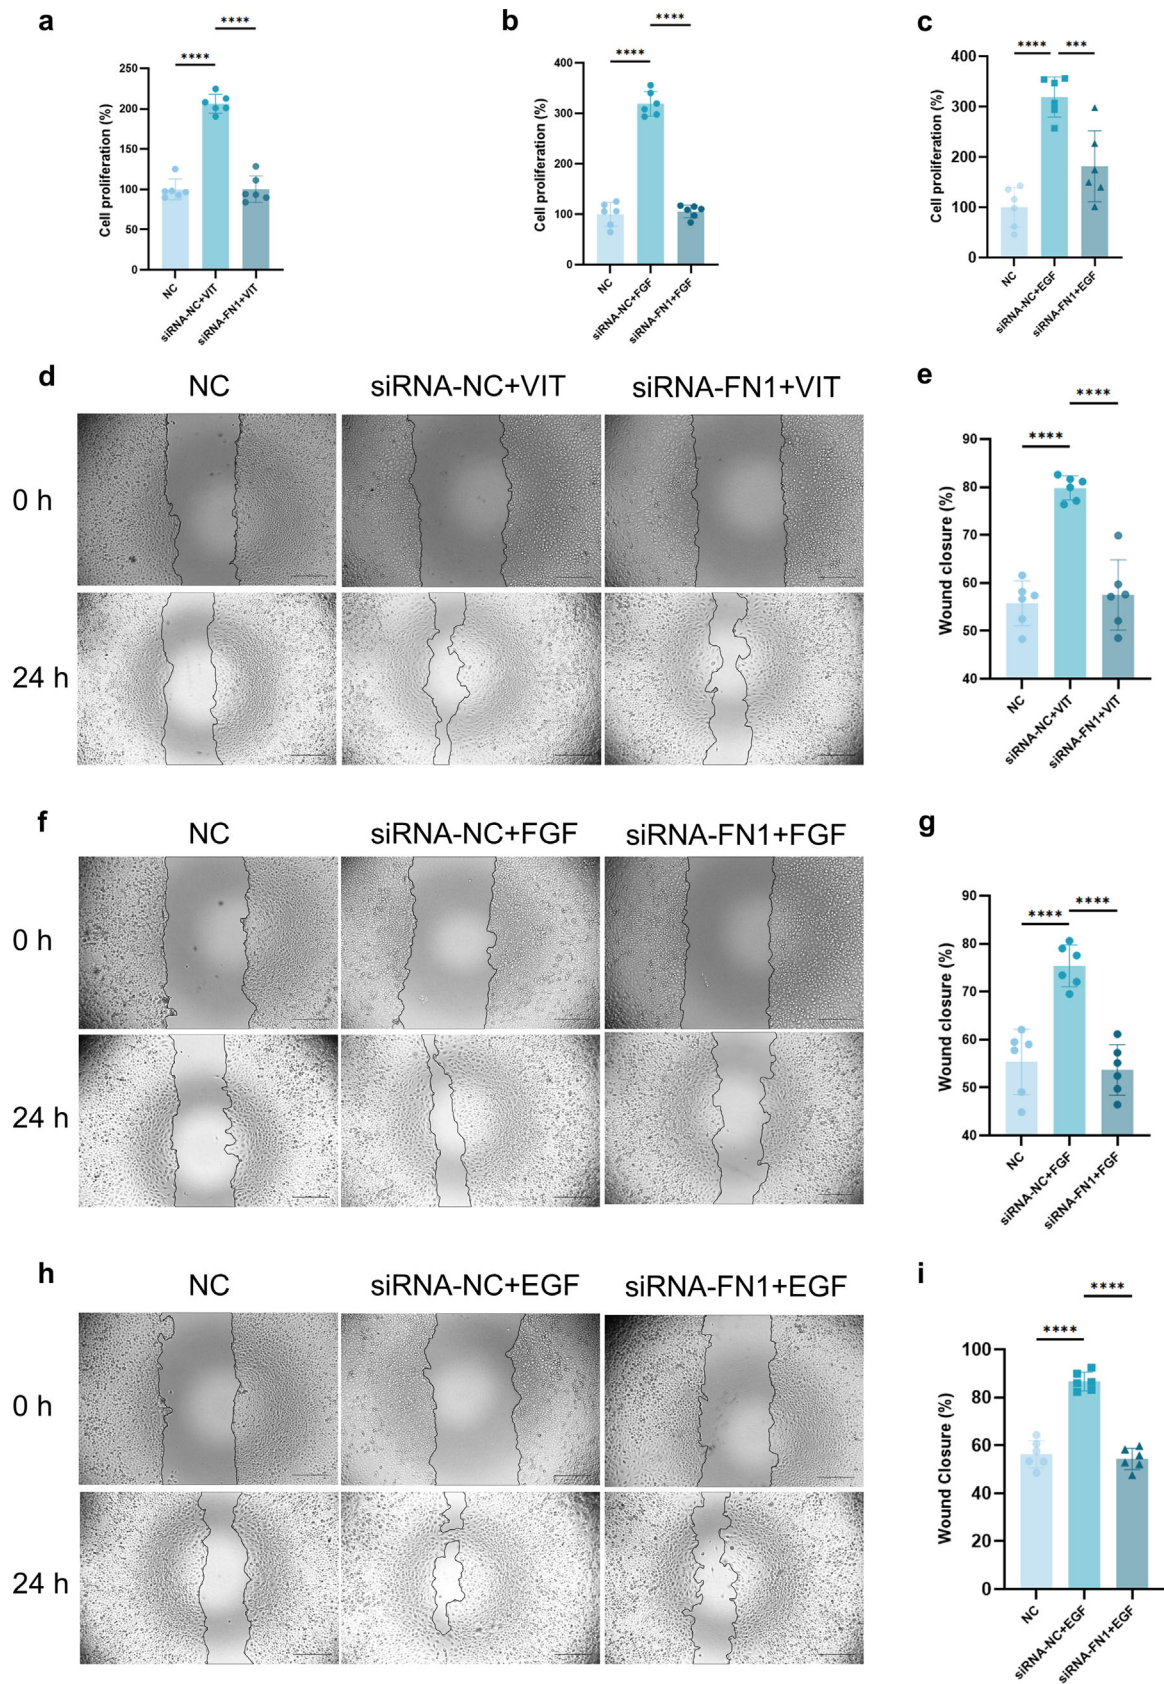 a
****
****
Cell proliferation (%)
250
200
150
100
50
0
NC
siRNA-NC+VIT
siRNA-FN1+VIT
b
****
****
Cell proliferation (%)
400
300
200
100
0
NC
siRNA-NC+FGF
siRNA-FN1+FGF
c
**** ***
Cell proliferation (%)
400
300
200
100
0
NC
siRNA-NC+EGF
siRNA-FN1+EGF
d
NC siRNA-NC+VIT siRNA-FN1+VIT
0 h
24 h
e
****
****
Wound closure (%)
90
80
70
60
50
40
NC
siRNA-NC+VIT
siRNA-FN1+VIT
f
NC siRNA-NC+FGF siRNA-FN1+FGF
0 h
24 h
g
****
****
Wound closure (%)
90
80
70
60
50
40
NC
siRNA-NC+FGF
siRNA-FN1+FGF
h
NC siRNA-NC+EGF siRNA-FN1+EGF
0 h
24 h
i
****
****
Wound Closure (%)
100
80
60
40
20
0
NC
siRNA-NC+EGF
siRNA-FN1+EGF